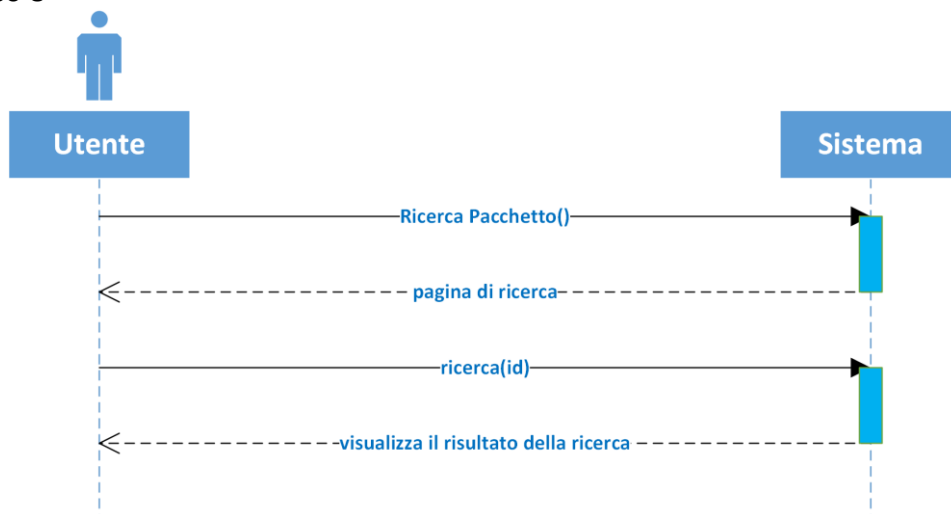 Utente
Sistema
Ricerca Pacchetto()
pagina di ricerca
ricerca(id)
visualizza il risultato della ricerca